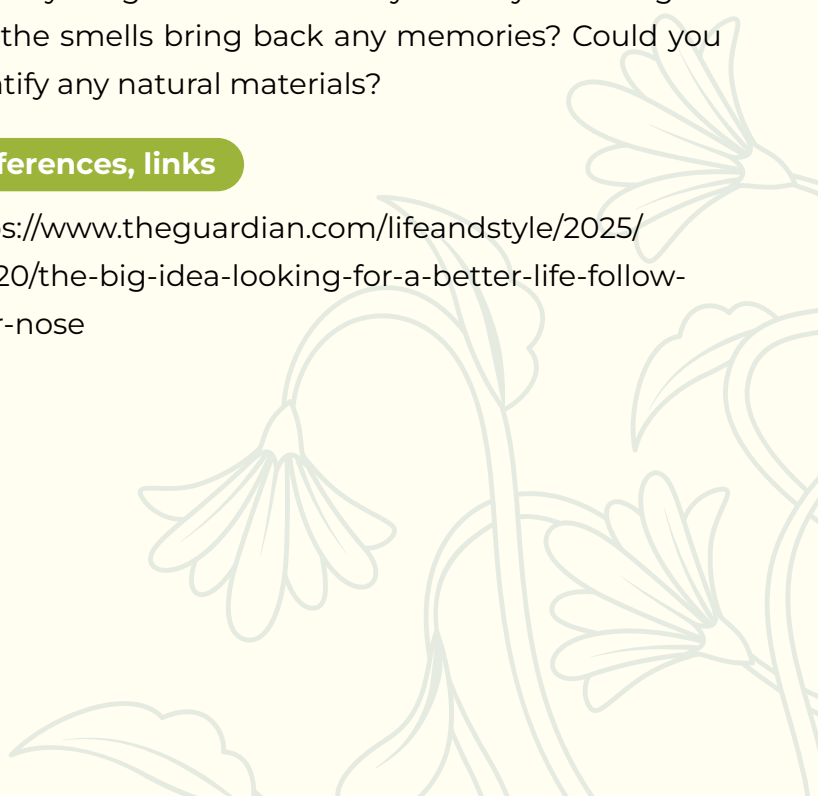 the smells bring back any memories? Could you
tify any natural materials?
ferences, links
s://www.theguardian.com/lifeandstyle/2025/
20/the-big-idea-looking-for-a-better-life-follow-
r-nose